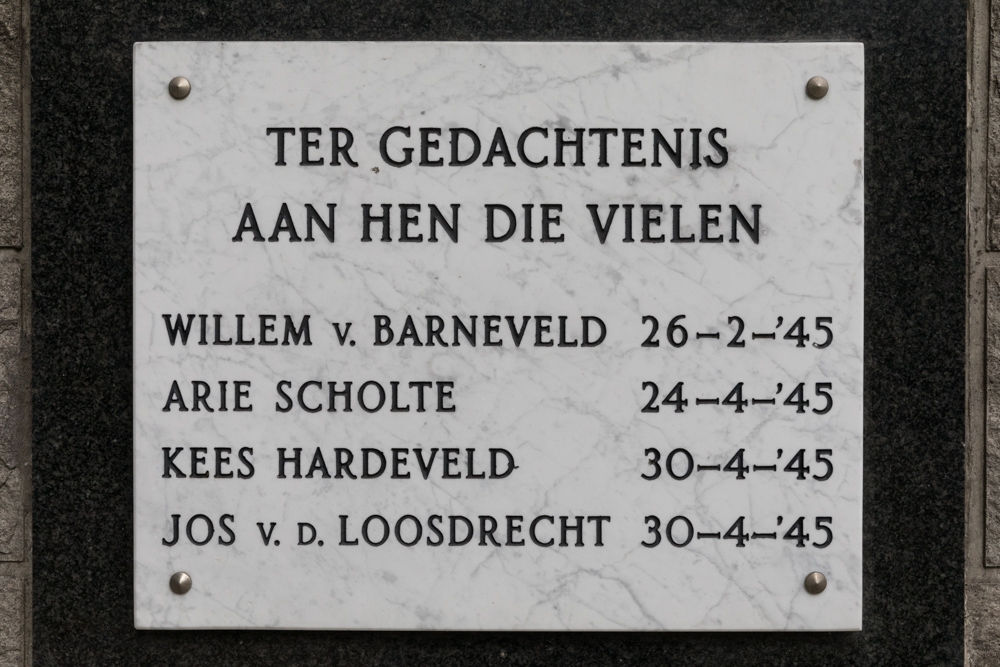 TER GEDACHTENIS
AAN HEN DIE VIELEN
WILLEM v. BARNEVELD 26-2-'45
ARIE SCHOLTE 24-4-'45
KEES HARDEVELD 30-4-'45
JOS v. D. LOOSDRECHT 30-4-'45